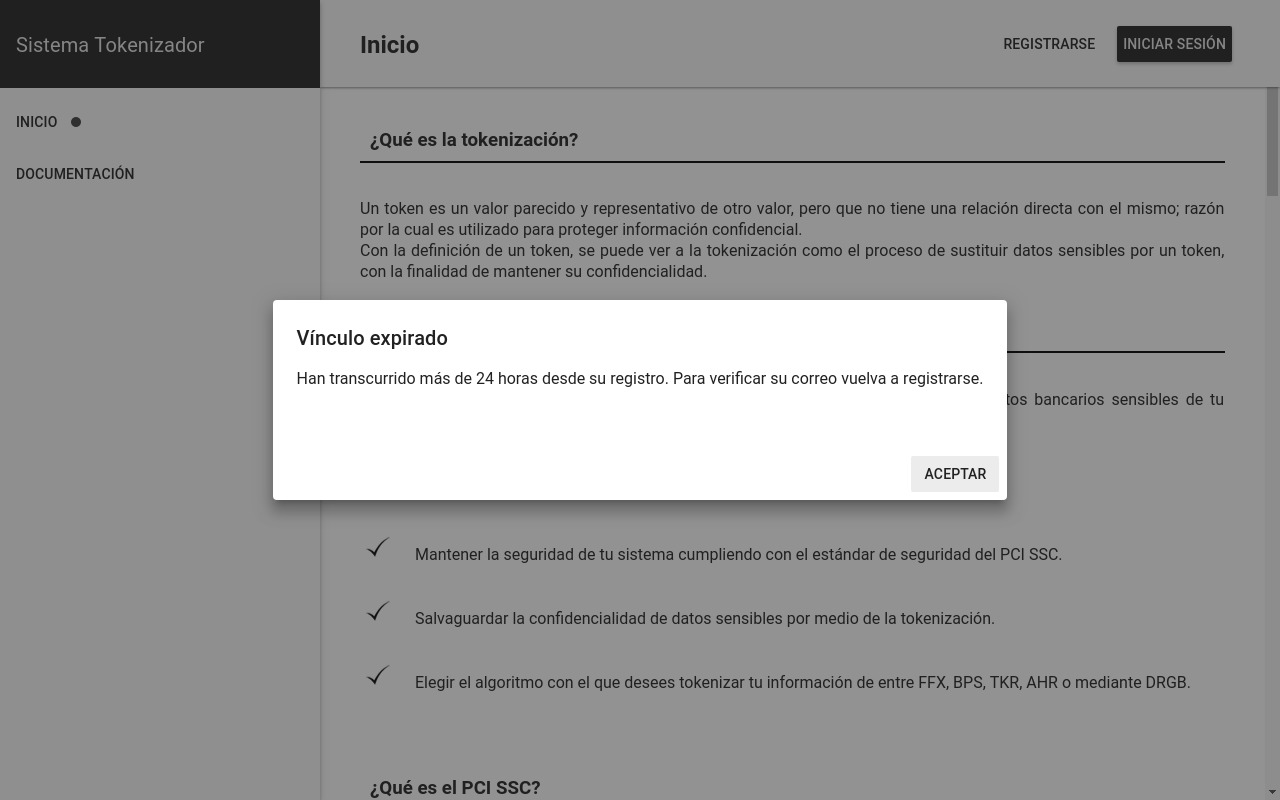 Sistema Tokenizador
Inicio
REGISTRARSE
INICIAR SESIÓN
INICIO
DOCUMENTACIÓN
¿Qué es la tokenización?
Un token es un valor parecido y representativo de otro valor, pero que no tiene una relación directa con el mismo; razón
por la cual es utilizado para proteger información confidencial.
Con la definición de un token, se puede ver a la tokenización como el proceso de sustituir datos sensibles por un token,
con la finalidad de mantener su confidencialidad.
Vínculo expirado
Han transcurrido más de 24 horas desde su registro. Para verificar su correo vuelva a registrarse.
bancarios sensibles de tu
ACEPTAR
Mantener la seguridad de tu sistema cumpliendo con el estándar de seguridad del PCI SSC.
Salvaguardar la confidencialidad de datos sensibles por medio de la tokenización.
Elegir el algoritmo con el que desees tokenizar tu información de entre FFX, BPS, TKR, AHR o mediante DRGB.
¿Qué es el PCI SSC?